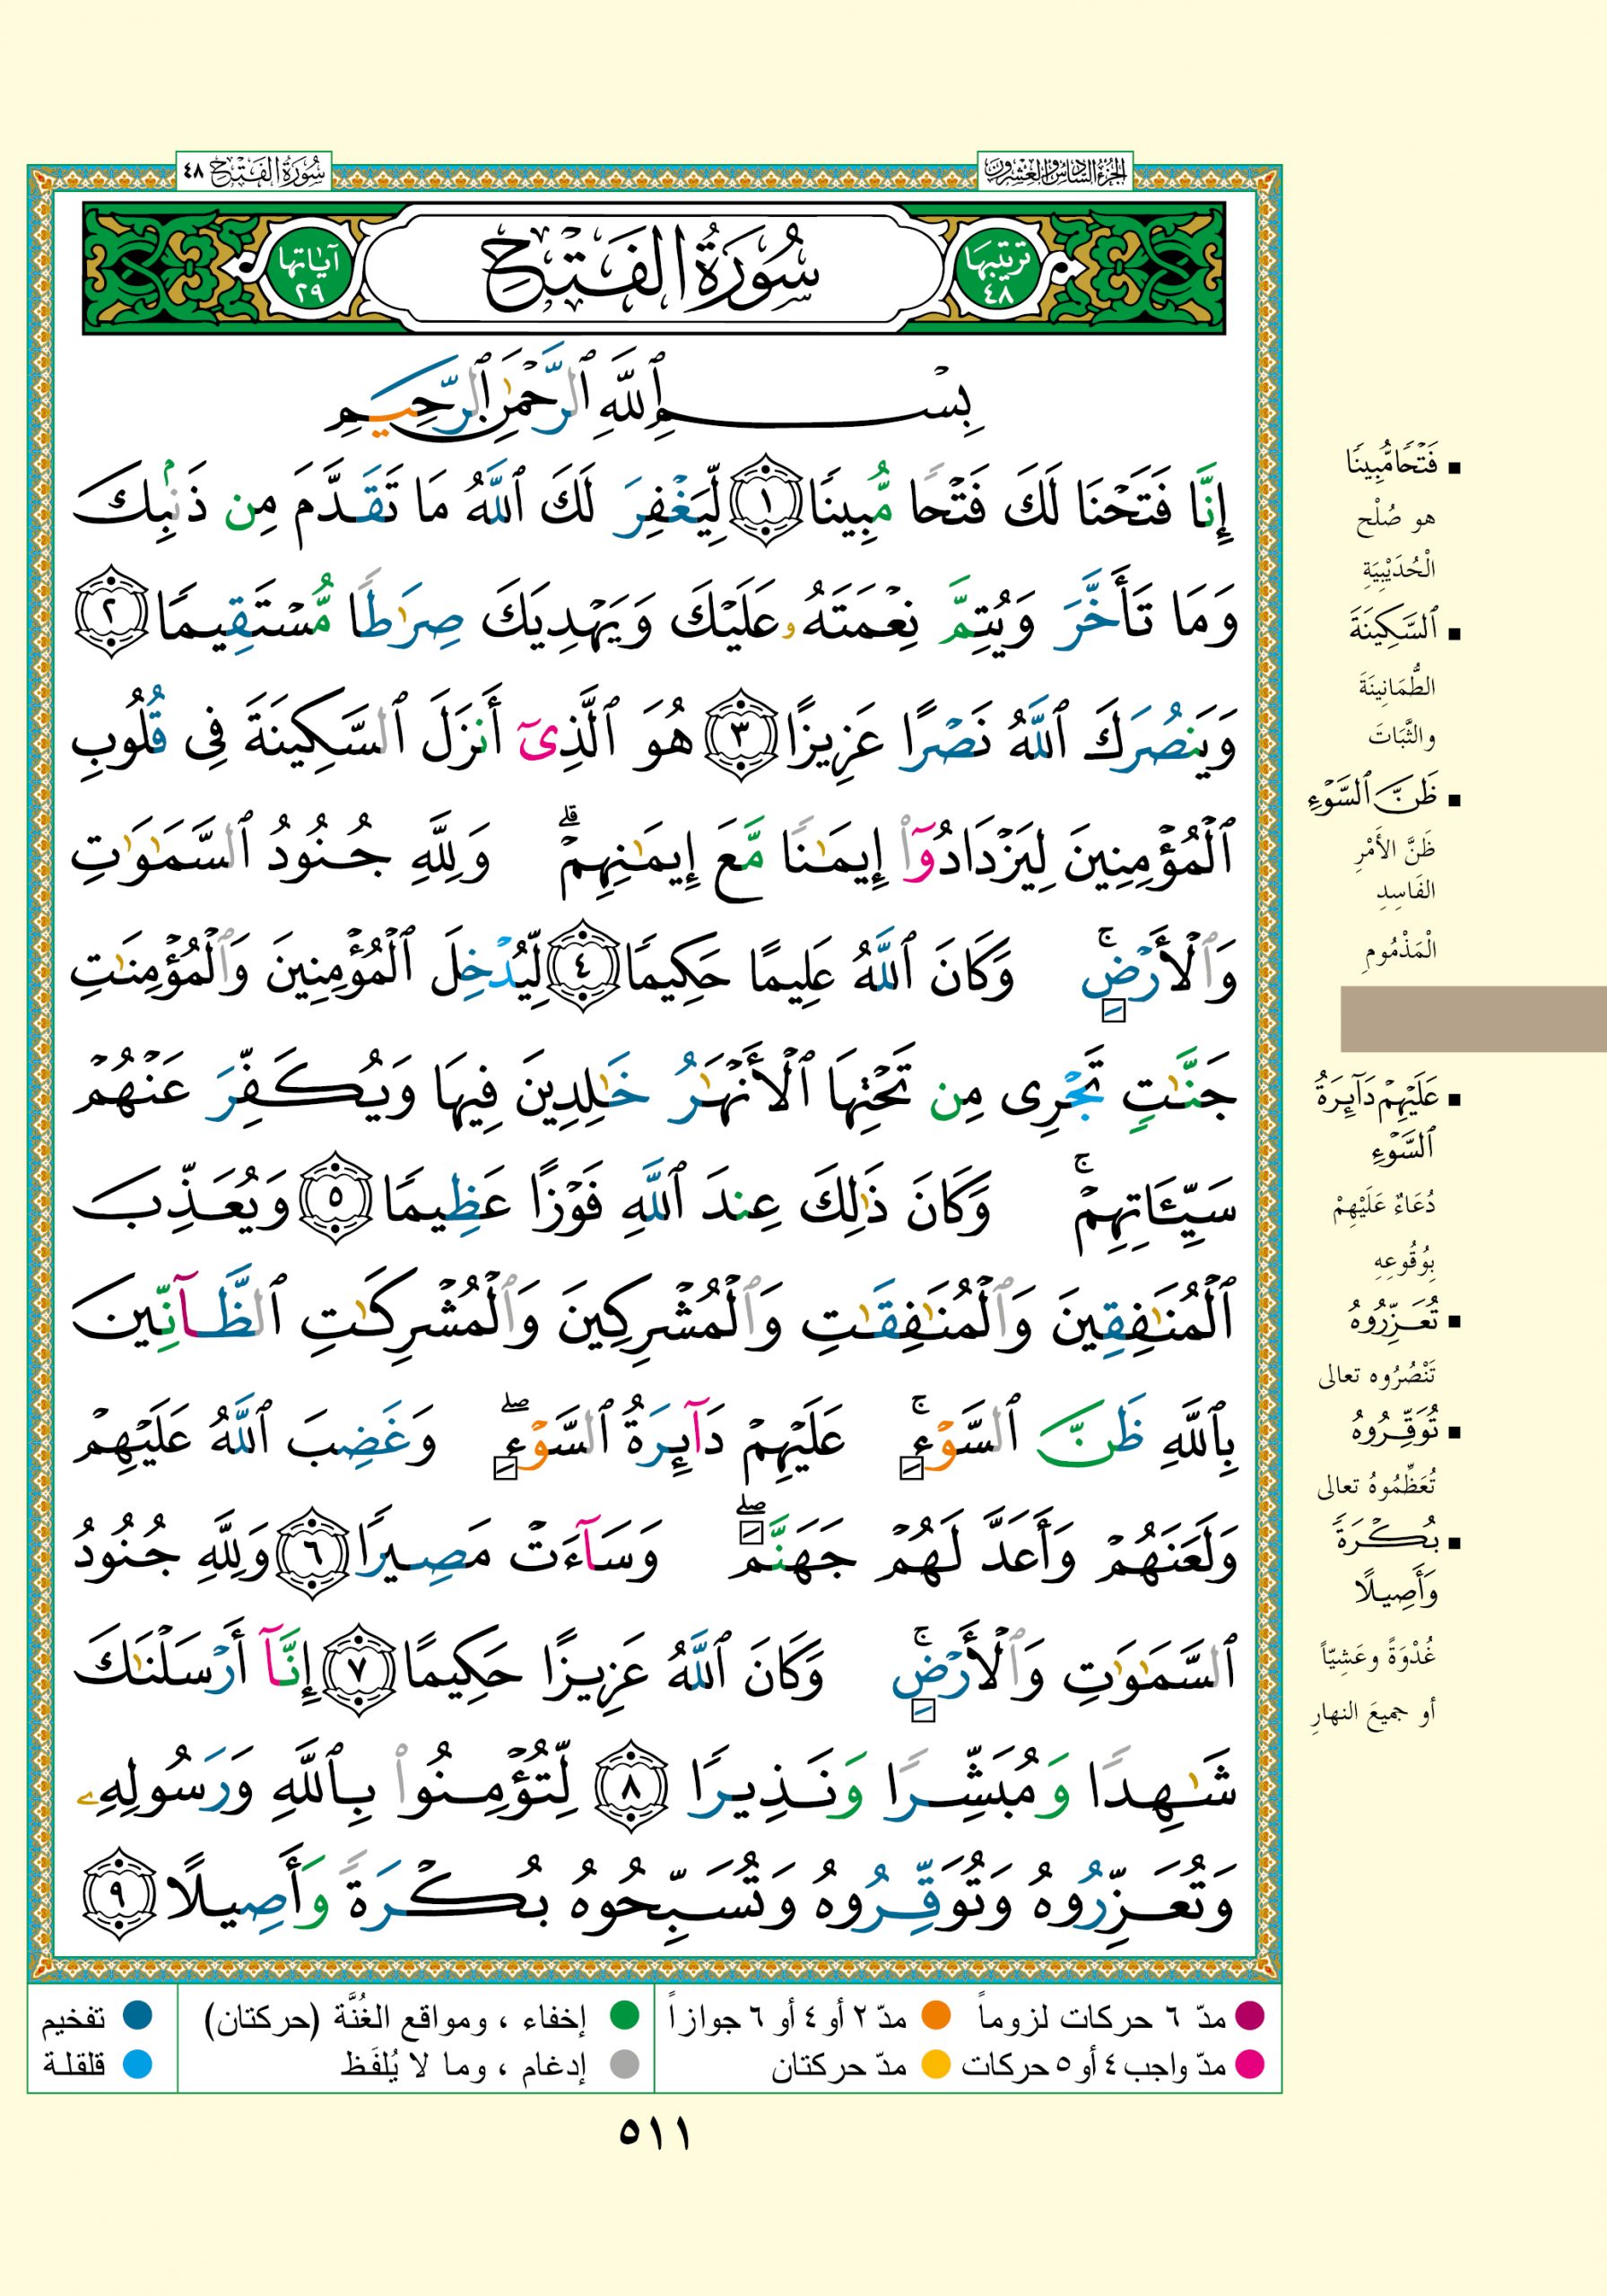 الجزء السادس والعشرون
سورة الفتح ٤٨
ترتيبها ٤٨
سُورَةُ الفَتْحِ
آياتها ٢٩
بِسْمِ ٱللَّهِ ٱلرَّحْمَٰنِ ٱلرَّحِيمِ
إِنَّا فَتَحْنَا لَكَ فَتْحًا مُّبِينًا ١ لِّيَغْفِرَ لَكَ ٱللَّهُ مَا تَقَدَّمَ مِن ذَنۢبِكَ
وَمَا تَأَخَّرَ وَيُتِمَّ نِعْمَتَهُۥ عَلَيْكَ وَيَهْدِيَكَ صِرَٰطًا مُّسْتَقِيمًا ٢
وَيَنصُرَكَ ٱللَّهُ نَصْرًا عَزِيزًا ٣ هُوَ ٱلَّذِىٓ أَنزَلَ ٱلسَّكِينَةَ فِى قُلُوبِ
ٱلْمُؤْمِنِينَ لِيَزْدَادُوٓا۟ إِيمَٰنًا مَّعَ إِيمَٰنِهِمْ ۗ وَلِلَّهِ جُنُودُ ٱلسَّمَٰوَٰتِ
وَٱلْأَرْضِ ۚ وَكَانَ ٱللَّهُ عَلِيمًا حَكِيمًا ٤ لِّيُدْخِلَ ٱلْمُؤْمِنِينَ وَٱلْمُؤْمِنَٰتِ
جَنَّٰتٍ تَجْرِى مِن تَحْتِهَا ٱلْأَنْهَٰرُ خَٰلِدِينَ فِيهَا وَيُكَفِّرَ عَنْهُمْ
سَيِّـَٔاتِهِمْ ۚ وَكَانَ ذَٰلِكَ عِندَ ٱللَّهِ فَوْزًا عَظِيمًا ٥ وَيُعَذِّبَ
ٱلْمُنَٰفِقِينَ وَٱلْمُنَٰفِقَٰتِ وَٱلْمُشْرِكِينَ وَٱلْمُشْرِكَٰتِ ٱلظَّآنِّينَ
بِٱللَّهِ ظَنَّ ٱلسَّوْءِ ۚ عَلَيْهِمْ دَآئِرَةُ ٱلسَّوْءِ ۖ وَغَضِبَ ٱللَّهُ عَلَيْهِمْ
وَلَعَنَهُمْ وَأَعَدَّ لَهُمْ جَهَنَّمَ ۖ وَسَآءَتْ مَصِيرًا ٦ وَلِلَّهِ جُنُودُ
ٱلسَّمَٰوَٰتِ وَٱلْأَرْضِ ۚ وَكَانَ ٱللَّهُ عَزِيزًا حَكِيمًا ٧ إِنَّآ أَرْسَلْنَٰكَ
شَٰهِدًا وَمُبَشِّرًا وَنَذِيرًا ٨ لِّتُؤْمِنُوا۟ بِٱللَّهِ وَرَسُولِهِۦ
وَتُعَزِّرُوهُ وَتُوَقِّرُوهُ وَتُسَبِّحُوهُ بُكْرَةً وَأَصِيلًا ٩
▪ فَتْحًا مُّبِينًا
هو صُلْح
الْحُدَيْبِيَةِ
▪ ٱلسَّكِينَةَ
الطُّمَانِينَةَ
والثَّبَاتَ
▪ ظَنَّ ٱلسَّوْءِ
ظَنَّ الأَمْرِ
الفَاسِدِ
الْمَذْمُومِ
▪ عَلَيْهِمْ دَآئِرَةُ
ٱلسَّوْءِ
دُعَاءٌ عَلَيْهِمْ
بِوُقُوعِهِ
▪ تُعَزِّرُوهُ
تَنْصُرُوه تعالى
▪ تُوَقِّرُوهُ
تُعَظِّمُوهُ تعالى
▪ بُكْرَةً
وَأَصِيلًا
غُدْوَةً وعَشِيّاً
أو جميعَ النهارِ
مدّ ٦ حركات لزوماً مدّ ٢ أو ٤ أو ٦ جوازاً إخفاء ، ومواقع الغُنَّة (حركتان) تفخيم
مدّ واجب ٤ أو ٥ حركات مدّ حركتان إدغام ، وما لا يُلفَظ قلقلة
٥١١